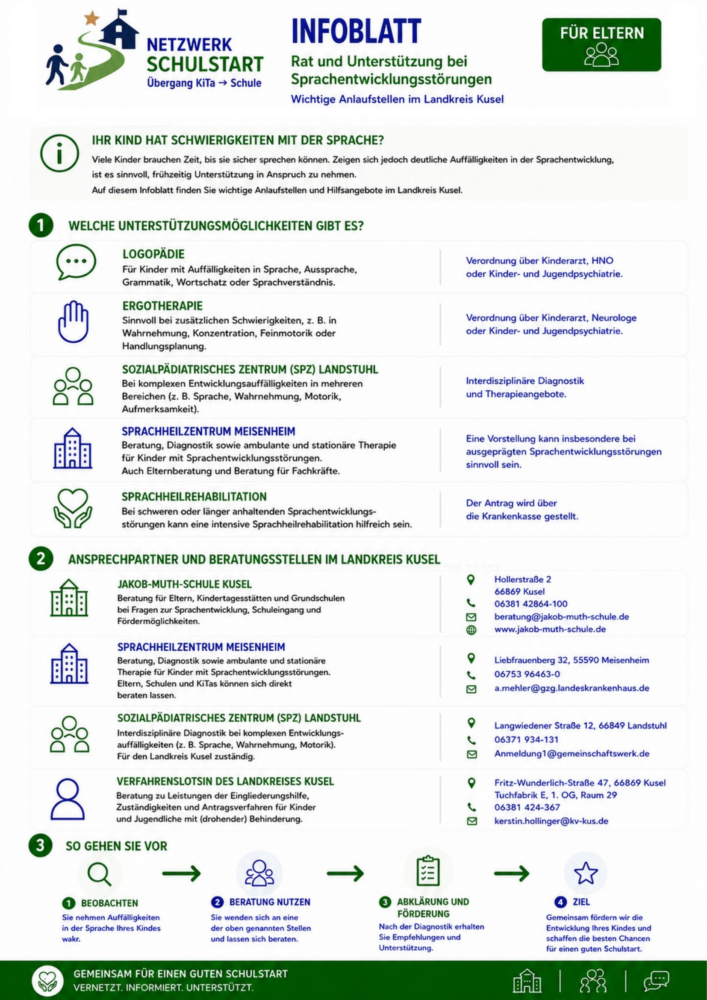 NETZWERK
SCHULSTART
Übergang KiTa → Schule
INFOBLATT
Rat und Unterstützung bei
Sprachentwicklungsstörungen
Wichtige Anlaufstellen im Landkreis Kusel
FÜR ELTERN
IHR KIND HAT SCHWIERIGKEITEN MIT DER SPRACHE?
Viele Kinder brauchen Zeit, bis sie sicher sprechen können. Zeigen sich jedoch deutliche Auffälligkeiten in der Sprachentwicklung,
ist es sinnvoll, frühzeitig Unterstützung in Anspruch zu nehmen.
Auf diesem Infoblatt finden Sie wichtige Anlaufstellen und Hilfsangebote im Landkreis Kusel.
1 WELCHE UNTERSTÜTZUNGSMÖGLICHKEITEN GIBT ES?
LOGOPÄDIE
Für Kinder mit Auffälligkeiten in Sprache, Aussprache,
Grammatik, Wortschatz oder Sprachverständnis.
Verordnung über Kinderarzt, HNO
oder Kinder- und Jugendpsychiatrie.
ERGOTHERAPIE
Sinnvoll bei zusätzlichen Schwierigkeiten, z. B. in
Wahrnehmung, Konzentration, Feinmotorik oder
Handlungsplanung.
Verordnung über Kinderarzt, Neurologe
oder Kinder- und Jugendpsychiatrie.
SOZIALPÄDIATRISCHES ZENTRUM (SPZ) LANDSTUHL
Bei komplexen Entwicklungsauffälligkeiten in mehreren
Bereichen (z. B. Sprache, Wahrnehmung, Motorik,
Aufmerksamkeit).
Interdisziplinäre Diagnostik
und Therapieangebote.
SPRACHHEILZENTRUM MEISENHEIM
Beratung, Diagnostik sowie ambulante und stationäre Therapie
für Kinder mit Sprachentwicklungsstörungen.
Auch Elternberatung und Beratung für Fachkräfte.
Eine Vorstellung kann insbesondere bei
ausgeprägten Sprachentwicklungsstörungen
sinnvoll sein.
SPRACHHEILREHABILITATION
Bei schweren oder länger anhaltenden Sprachentwicklungs-
störungen kann eine intensive Sprachheilrehabilitation hilfreich sein.
Der Antrag wird über
die Krankenkasse gestellt.
2 ANSPRECHPARTNER UND BERATUNGSSTELLEN IM LANDKREIS KUSEL
JAKOB-MUTH-SCHULE KUSEL
Beratung für Eltern, Kindertagesstätten und Grundschulen
bei Fragen zur Sprachentwicklung, Schuleingang und
Fördermöglichkeiten.
Hollerstraße 2
66869 Kusel
06381 42864-100
beratung@jakob-muth-schule.de
www.jakob-muth-schule.de
SPRACHHEILZENTRUM MEISENHEIM
Beratung, Diagnostik sowie ambulante und stationäre
Therapie für Kinder mit Sprachentwicklungsstörungen.
Eltern, Schulen und KiTas können sich direkt
beraten lassen.
Liebfrauenberg 32, 55590 Meisenheim
06753 96463-0
a.mehler@gzg.landeskrankenhaus.de
SOZIALPÄDIATRISCHES ZENTRUM (SPZ) LANDSTUHL
Interdisziplinäre Diagnostik bei komplexen Entwicklungs-
auffälligkeiten (z. B. Sprache, Wahrnehmung, Motorik).
Für den Landkreis Kusel zuständig.
Langwiedener Straße 12, 66849 Landstuhl
06371 934-131
Anmeldung1@gemeinschaftswerk.de
VERFAHRENSLOTSIN DES LANDKREISES KUSEL
Beratung zu Leistungen der Eingliederungshilfe,
Zuständigkeiten und Antragsverfahren für Kinder
und Jugendliche mit (drohender) Behinderung.
Fritz-Wunderlich-Straße 47, 66869 Kusel
Tuchfabrik E, 1. OG, Raum 29
06381 424-367
kerstin.hollinger@kv-kus.de
3 SO GEHEN SIE VOR
1 BEOBACHTEN
Sie nehmen Auffälligkeiten
in der Sprache Ihres Kindes
wakr.
2 BERATUNG NUTZEN
Sie wenden sich an eine
der oben genannten Stellen
und lassen sich beraten.
3 ABKLÄRUNG UND
FÖRDERUNG
Nach der Diagnostik erhalten
Sie Empfehlungen und
Unterstützung.
4 ZIEL
Gemeinsam fördern wir die
Entwicklung Ihres Kindes und
schaffen die besten Chancen
für einen guten Schulstart.
GEMEINSAM FÜR EINEN GUTEN SCHULSTART
VERNETZT. INFORMIERT. UNTERSTÜTZT.